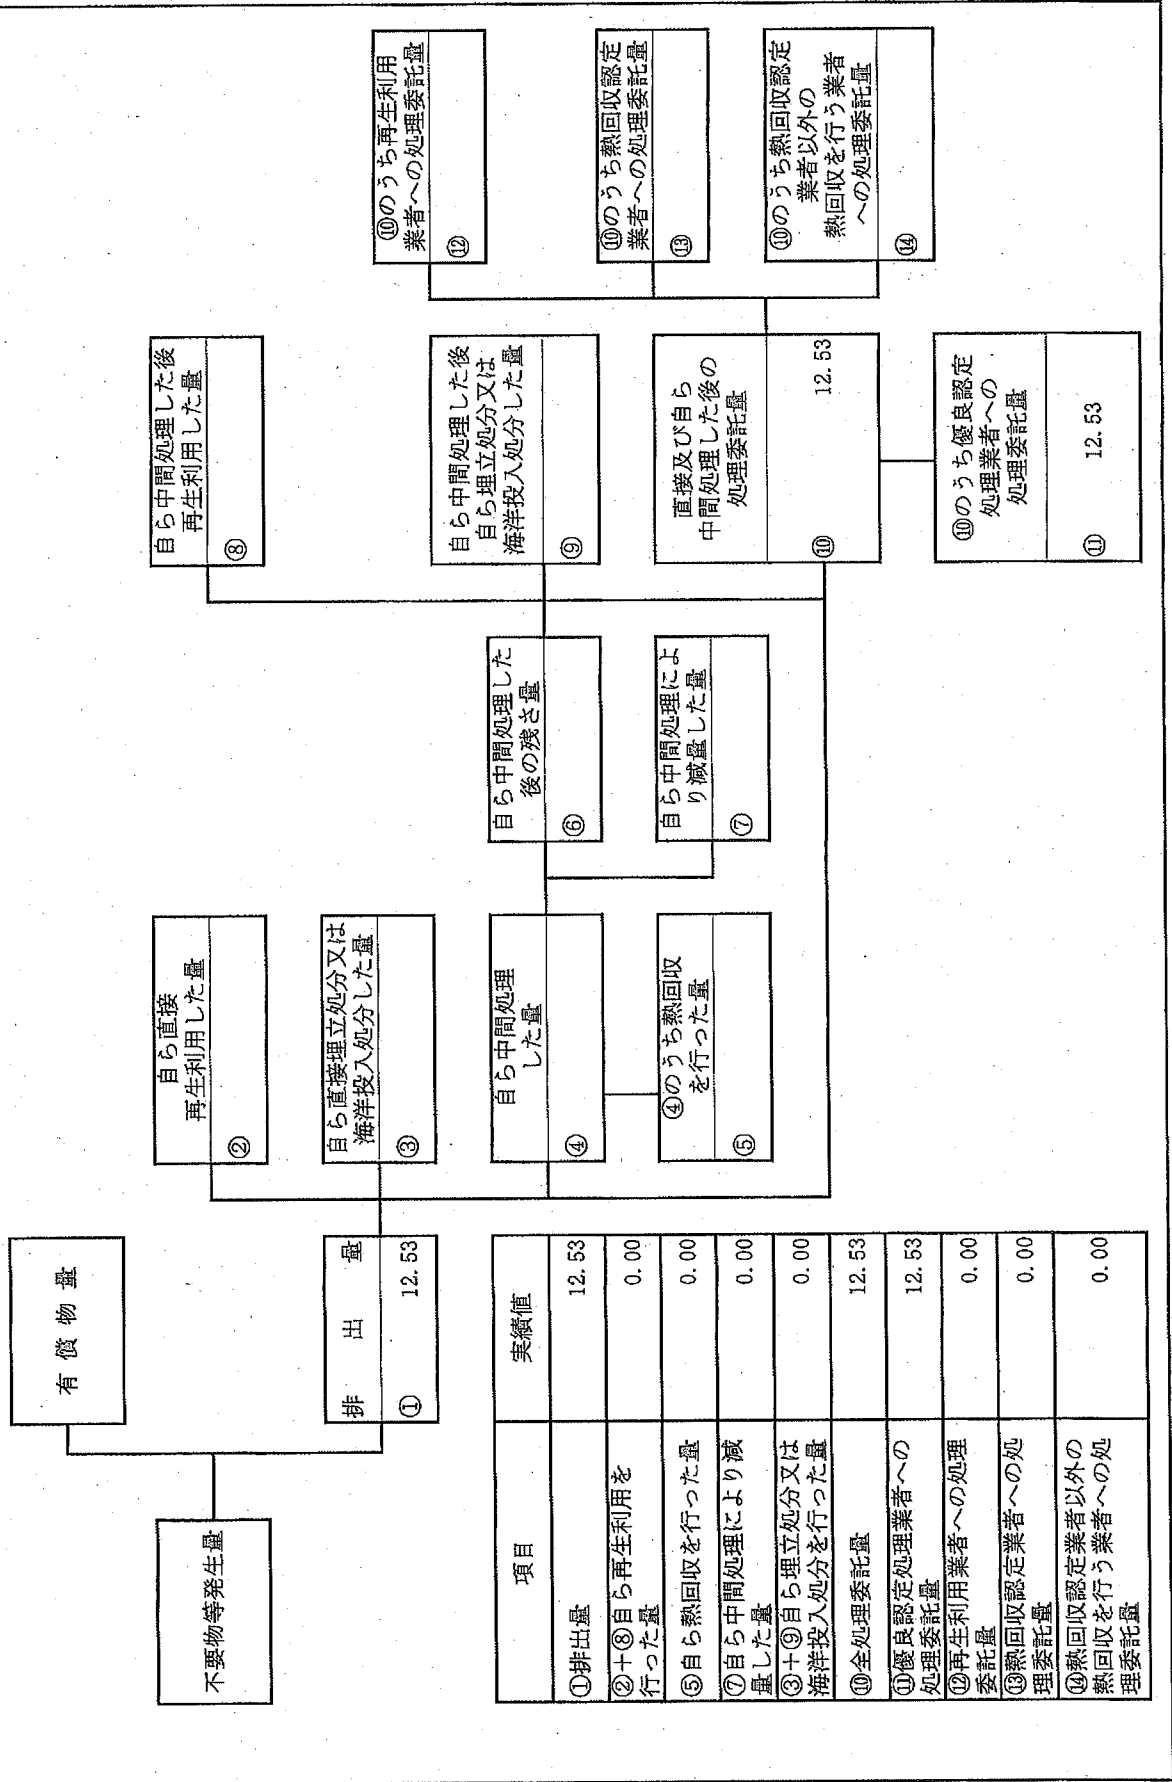 不要物等発生量
有償物量
排出量
① 12.53
自ら直接
再生利用した量
②
自ら直接埋立処分又は
海洋投入処分した量
③
自ら中間処理
した量
④
④のうち熱回収
を行った量
⑤
自ら中間処理した
後の残さ量
⑥
自ら中間処理によ
り減量した量
⑦
自ら中間処理した後
再生利用した量
⑧
自ら中間処理した後
自ら埋立処分又は
海洋投入処分した量
⑨
直接及び自ら
中間処理した後の
処理委託量
⑩ 12.53
⑩のうち優良認定
処理業者への
処理委託量
⑪ 12.53
⑩のうち再生利用
業者への処理委託量
⑫
⑩のうち熱回収認定
業者への処理委託量
⑬
⑩のうち熱回収認定
業者以外の
熱回収を行う業者
への処理委託量
⑭
項目 実績値
①排出量 12.53
②＋⑧自ら再生利用を
行った量 0.00
⑤自ら熱回収を行った量 0.00
⑦自ら中間処理により減
量した量 0.00
③＋⑨自ら埋立処分又は
海洋投入処分を行った量 0.00
⑩全処理委託量 12.53
⑪優良認定処理業者への
処理委託量 12.53
⑫再生利用業者への処理
委託量 0.00
⑬熱回収認定業者への処
理委託量 0.00
⑭熱回収認定業者以外の
熱回収を行う業者への処
理委託量 0.00